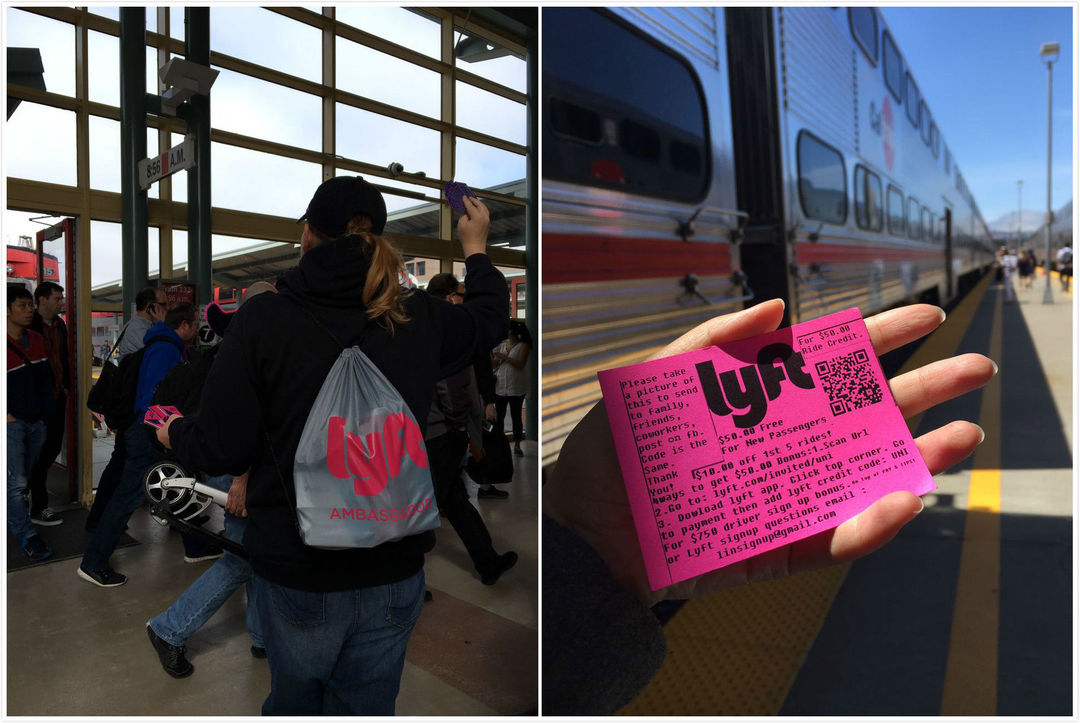 8:56 A.M.
lyft
AMBASSADOR
For $50.00
Ride Credit.
Please take
a picture of
this to send
to family,
friends,
coworkers,
post on fb.
Code is the
Same.
Thank
You!
lyft
$50.00 Free
For New Passengers
$10.00 off 1st 5 rides!
Ways to get $50.00 Bonus:1.Scan Url
2.Go to: lyft.com/invited/uni
3- Dowload lyft app. Click top corner. Go
to payment then add lyft credit code: UNI
For $750 driver sign up bonus.
or Lyft signup questions email :
linsignup@gmail.com